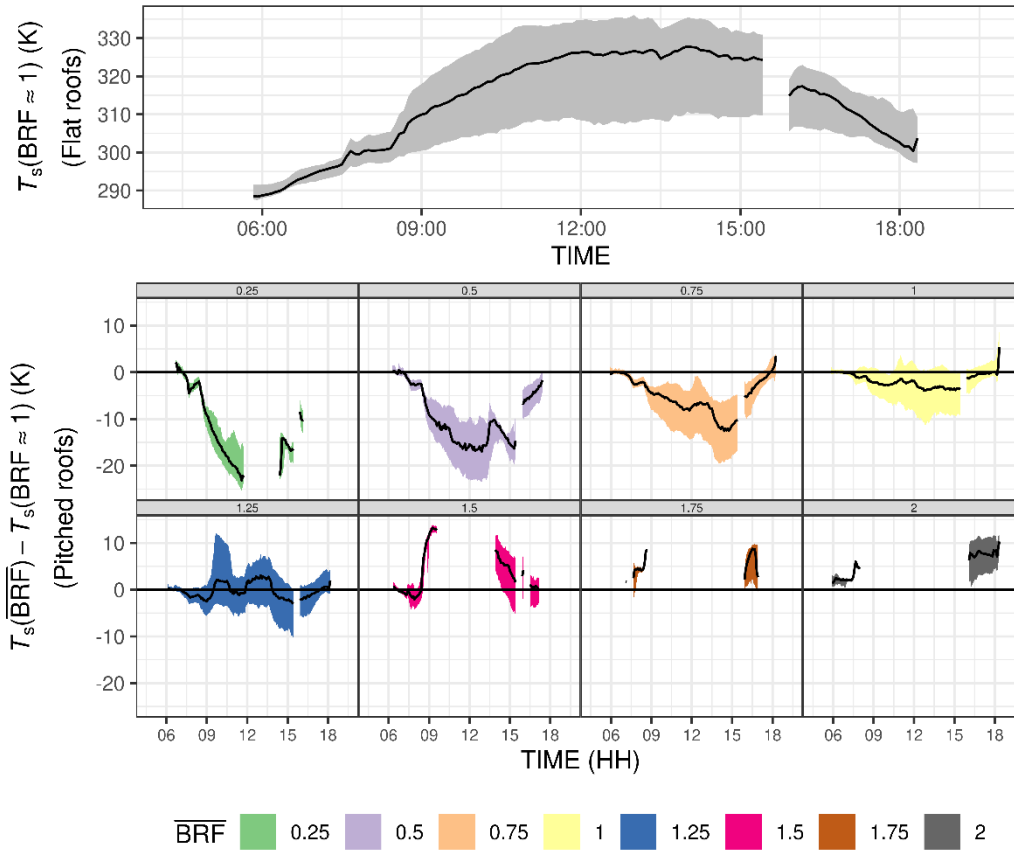 Ts(BRF ≈ 1) (K)
(Flat roofs)
330
320
310
300
290
06:00 09:00 12:00 15:00 18:00
TIME
Ts(BRF) − Ts(BRF ≈ 1) (K)
(Pitched roofs)
0.25 0.5 0.75 1
10
0
-10
-20
1.25 1.5 1.75 2
10
0
-10
-20
06 09 12 15 18 06 09 12 15 18 06 09 12 15 18 06 09 12 15 18
TIME (HH)
BRF 0.25 0.5 0.75 1 1.25 1.5 1.75 2